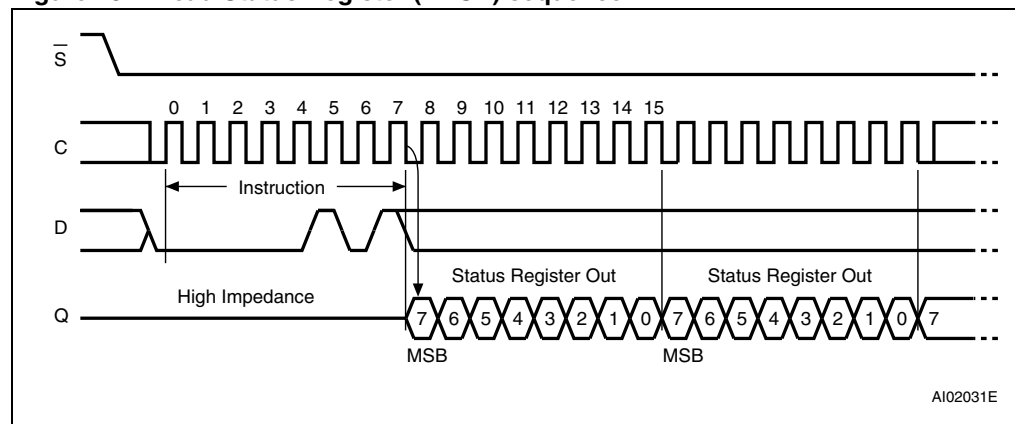 S
0 1 2 3 4 5 6 7 8 9 10 11 12 13 14 15
C
Instruction
D
Status Register Out Status Register Out
High Impedance
Q 7 6 5 4 3 2 1 0 7 6 5 4 3 2 1 0 7
MSB MSB
AI02031E